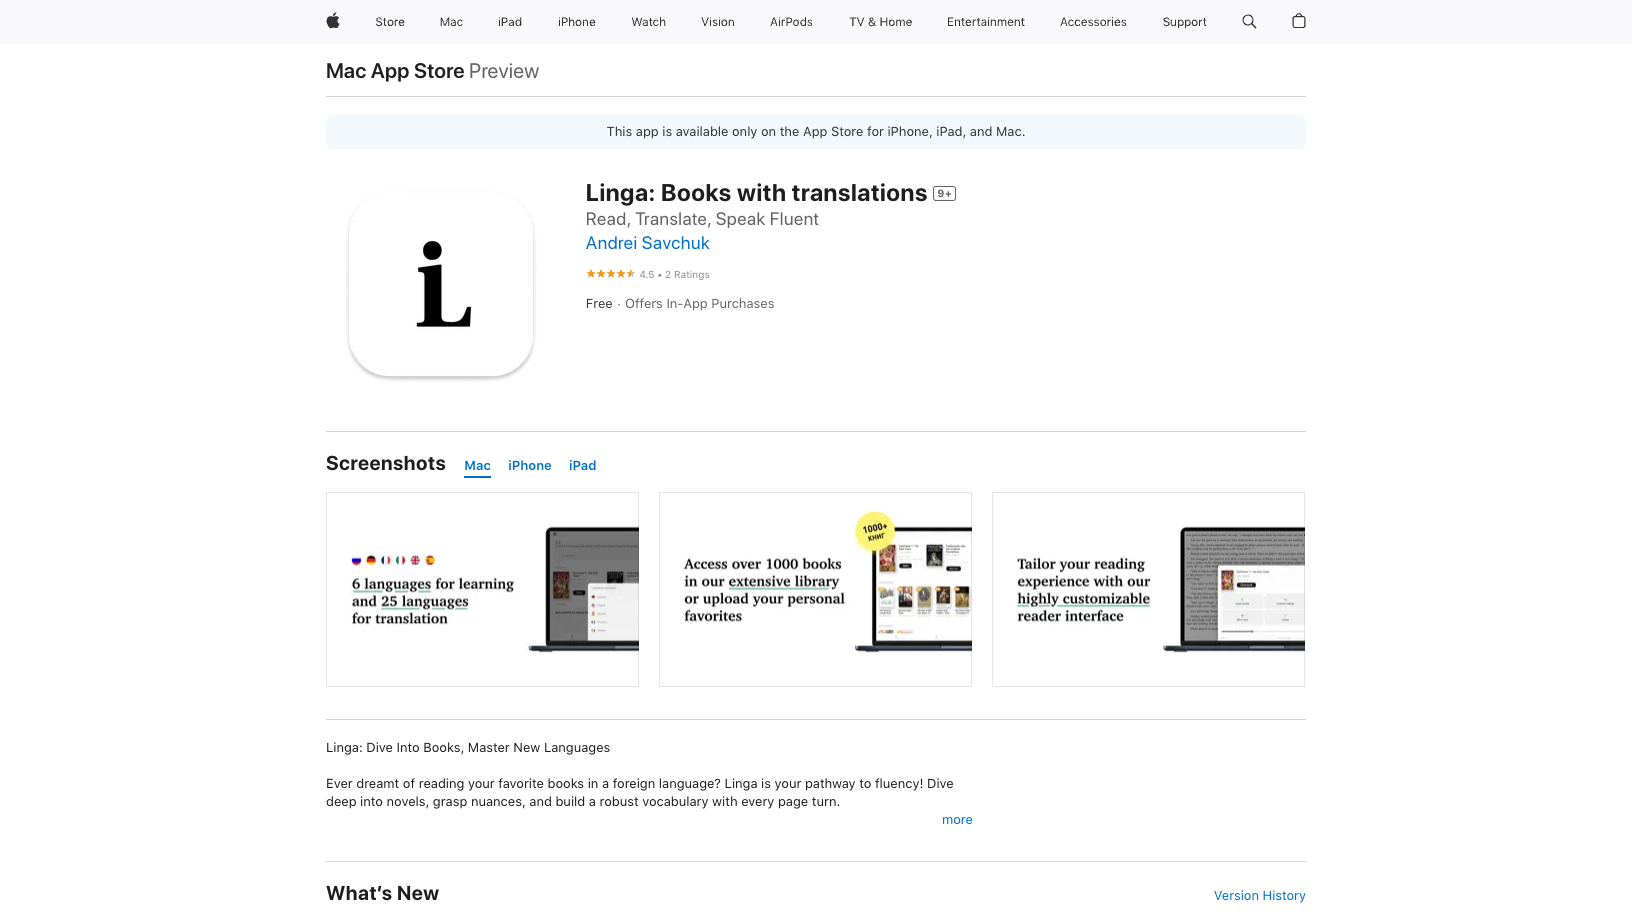 Store Mac iPad iPhone Watch Vision AirPods TV & Home Entertainment Accessories Support
Mac App Store Preview
This app is available only on the App Store for iPhone, iPad, and Mac.
iL
Linga: Books with translations 9+
Read, Translate, Speak Fluent
Andrei Savchuk
4.5 • 2 Ratings
Free · Offers In-App Purchases
Screenshots Mac iPhone iPad
6 languages for learning
and 25 languages
for translation
1000+
книг
Access over 1000 books
in our extensive library
or upload your personal
favorites
Tailor your reading
experience with our
highly customizable
reader interface
Linga: Dive Into Books, Master New Languages
Ever dreamt of reading your favorite books in a foreign language? Linga is your pathway to fluency! Dive
deep into novels, grasp nuances, and build a robust vocabulary with every page turn.
more
What's New
Version History